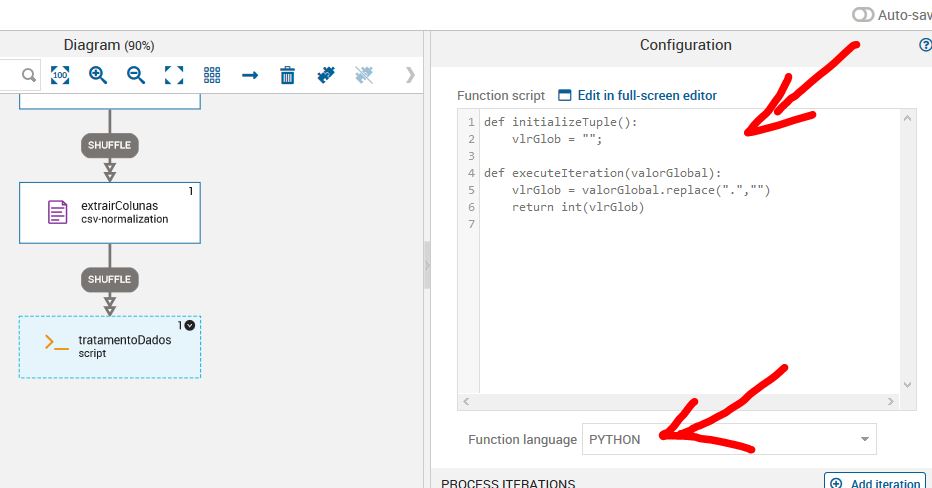 Auto-sav
Diagram (90%)
Configuration
100
Function script Edit in full-screen editor
1 def initializeTuple():
2     vlrGlob = "";
3
4 def executeIteration(valorGlobal):
5     vlrGlob = valorGlobal.replace(".","")
6     return int(vlrGlob)
7
SHUFFLE
1
extrairColunas
csv-normalization
SHUFFLE
1
tratamentoDados
script
Function language PYTHON
PROCESS ITERATIONS
Add iteration